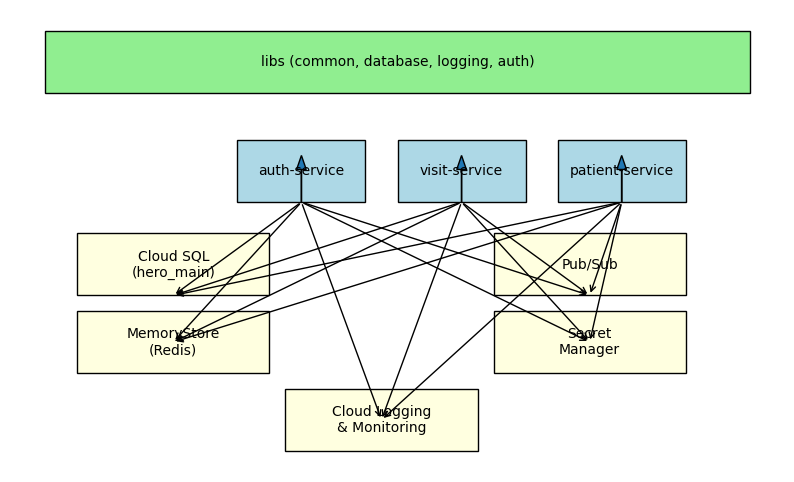 libs (common, database, logging, auth)
auth-service
visit-service
patient-service
Cloud SQL
(hero_main)
Pub/Sub
MemoryStore
(Redis)
Secret
Manager
Cloud Logging
& Monitoring